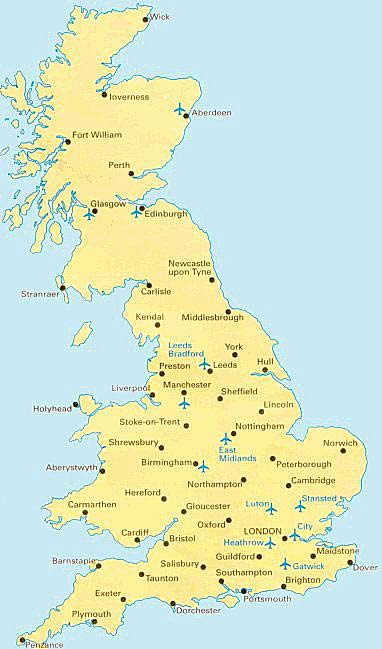 Wick
Inverness
Aberdeen
Fort William
Perth
Glasgow
Edinburgh
Newcastle
upon Tyne
Stranraer
Carlisle
Kendal
Middlesbrough
Leeds
Bradford
York
Preston
Leeds
Hull
Liverpool
Manchester
Sheffield
Holyhead
Lincoln
Stoke-on-Trent
Nottingham
Shrewsbury
East
Midlands
Norwich
Aberystwyth
Birmingham
Peterborough
Northampton
Cambridge
Hereford
Carmarthen
Gloucester
Luton
Stansted
Oxford
Cardiff
Bristol
LONDON
City
Heathrow
Barnstaple
Guildford
Maidstone
Salisbury
Gatwick
Dover
Taunton
Southampton
Brighton
Exeter
Portsmouth
Dorchester
Plymouth
Penzance